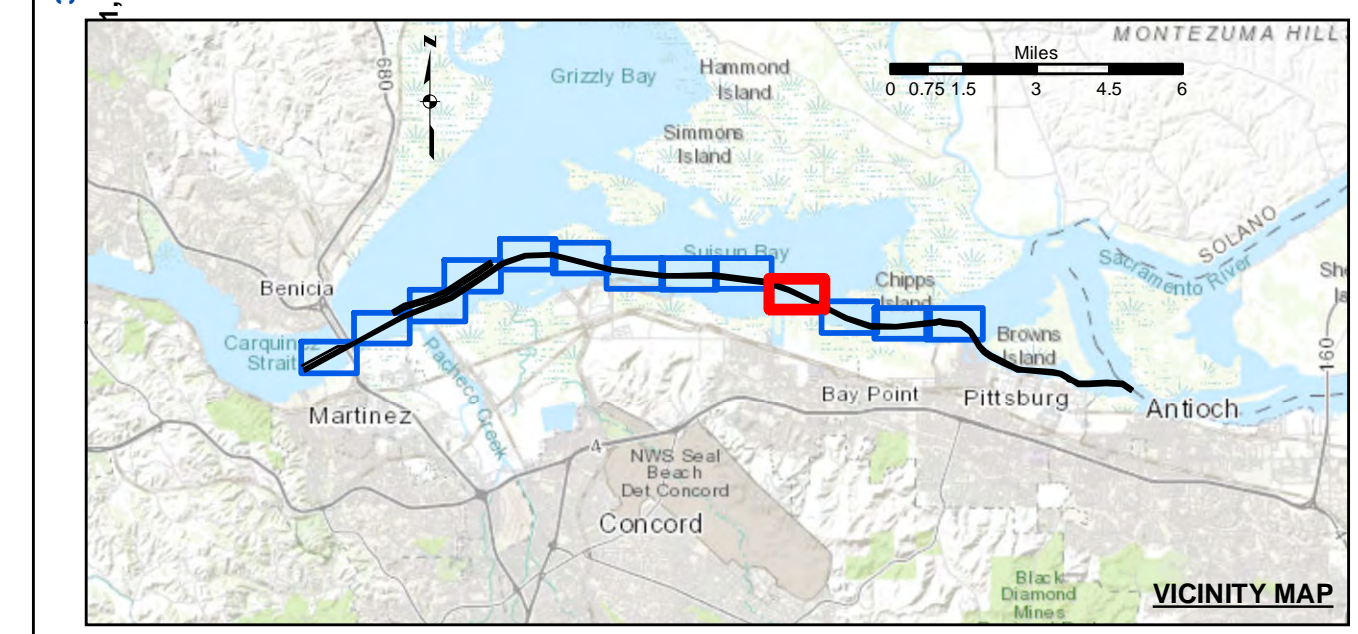 MONTEZUMA HILL
Miles
0 0.75 1.5 3 4.5 6
N
680
Grizzly Bay
Hammond
Island
Simmons
Island
SOLANO
Suisun Bay
Sacramento River
Chipps
Island
Benicia
Carquinez
Strait
Browns
Island
160
Pacheco Creek
Martinez
Bay Point
Pittsburg
Antioch
4
NWS Seal
Beach
Det Concord
Concord
Black
Diamond
Mines
VICINITY MAP